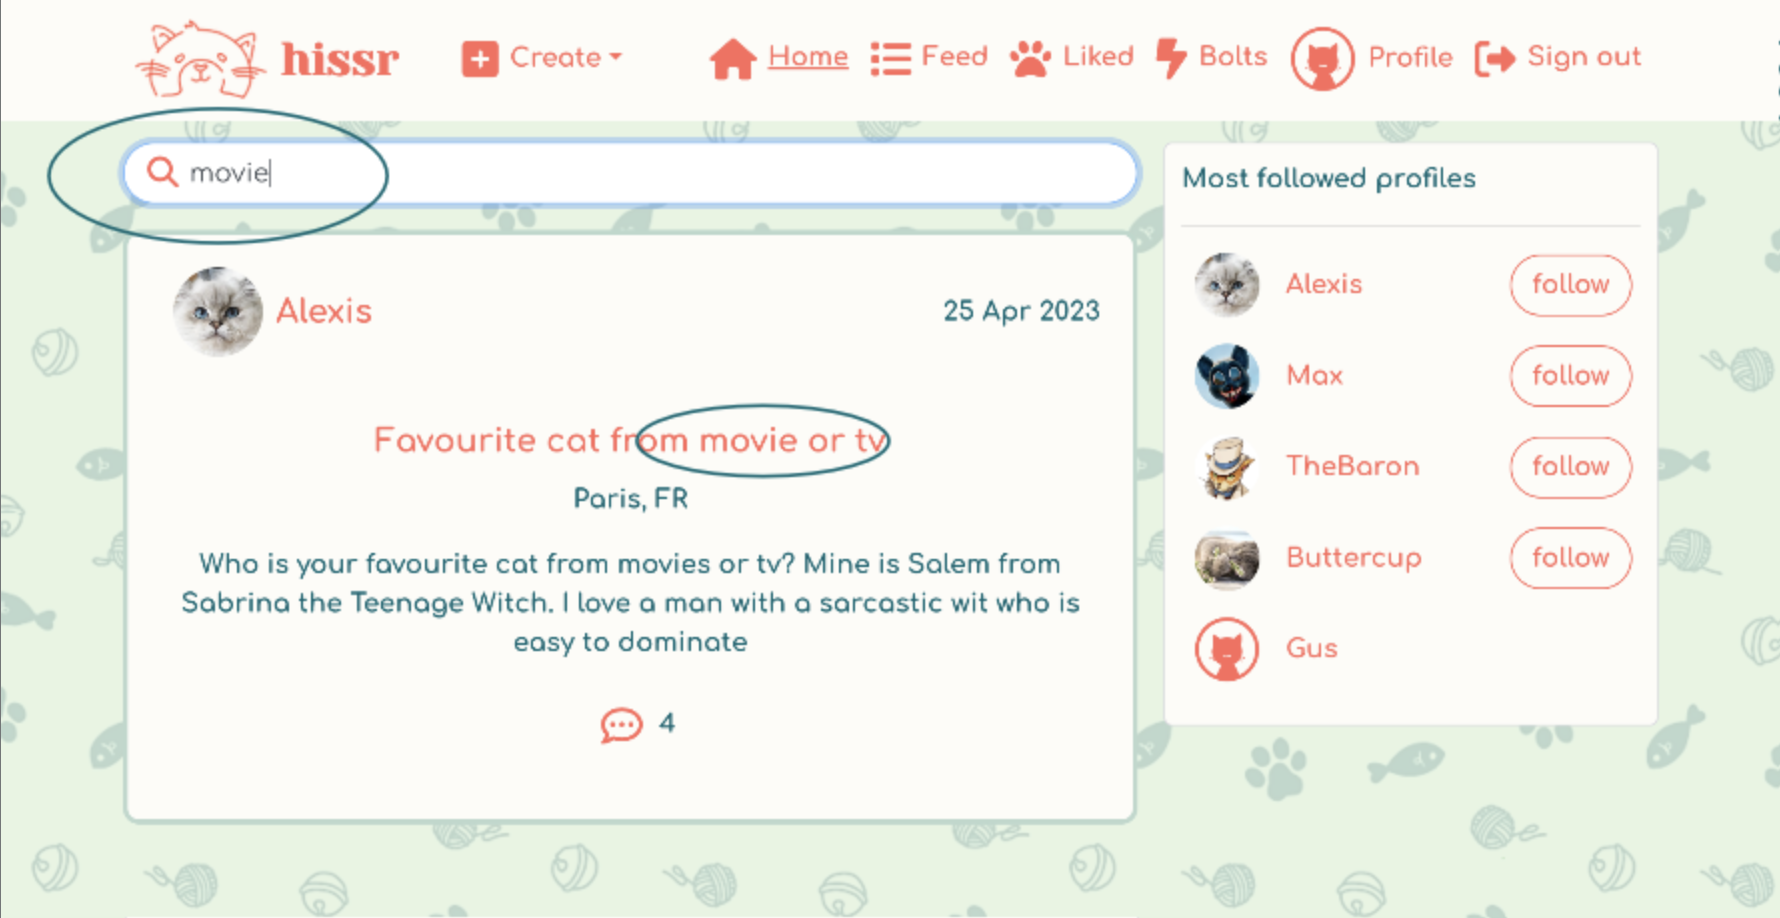 hissr Create Home Feed Liked Bolts Profile Sign out
movie
Alexis
25 Apr 2023
Favourite cat from movie or tv
Paris, FR
Who is your favourite cat from movies or tv? Mine is Salem from
Sabrina the Teenage Witch. I love a man with a sarcastic wit who is
easy to dominate
4
Most followed profiles
Alexis follow
Max follow
TheBaron follow
Buttercup follow
Gus